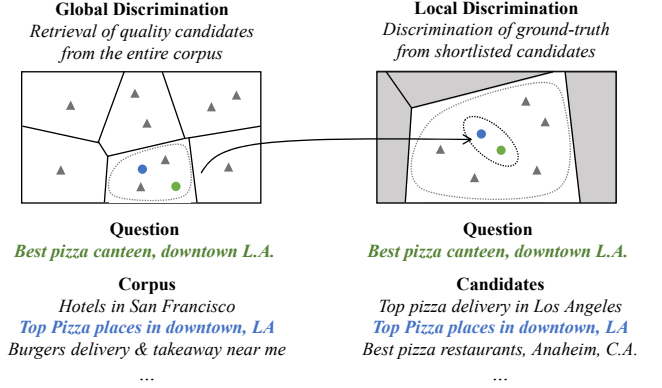 Global Discrimination
Retrieval of quality candidates
from the entire corpus
Question
Best pizza canteen, downtown L.A.
Corpus
Hotels in San Francisco
Top Pizza places in downtown, LA
Burgers delivery & takeaway near me
...
Local Discrimination
Discrimination of ground-truth
from shortlisted candidates
Question
Best pizza canteen, downtown L.A.
Candidates
Top pizza delivery in Los Angeles
Top Pizza places in downtown, LA
Best pizza restaurants, Anaheim, C.A.
...